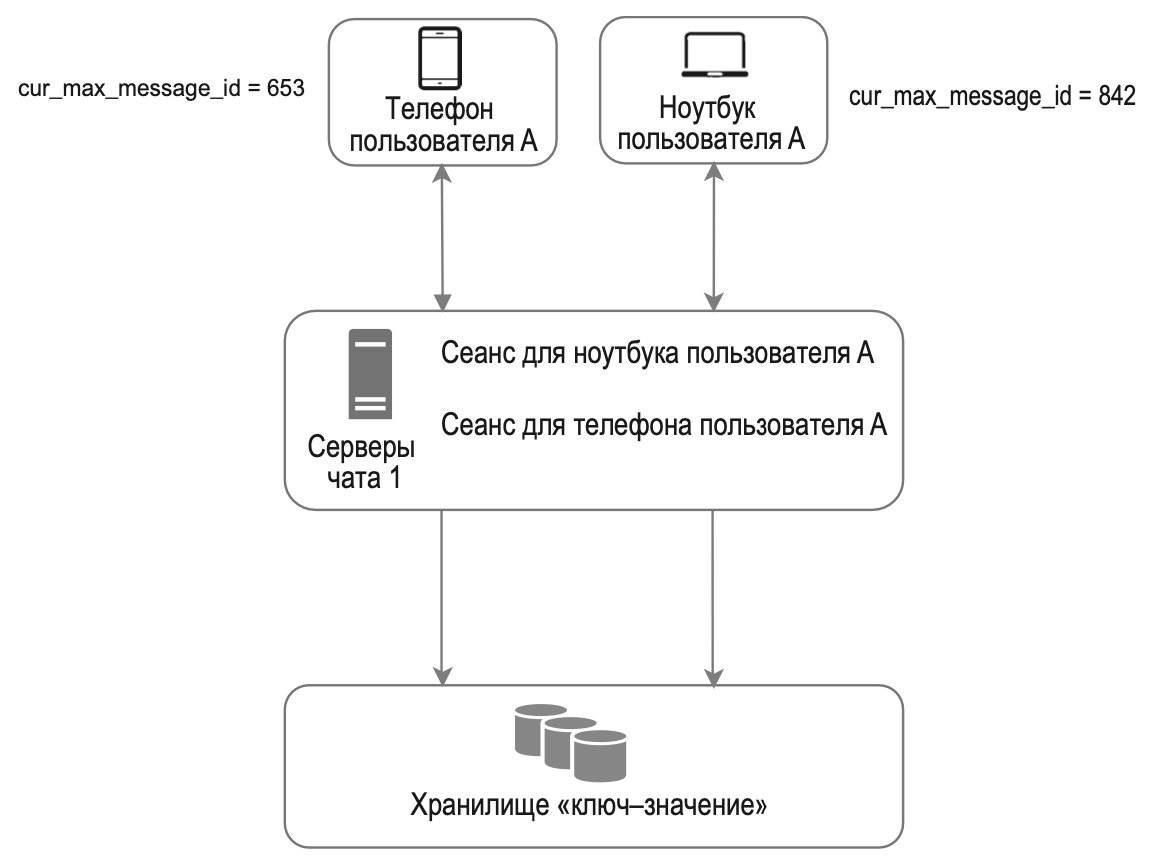 cur_max_message_id = 653
Телефон
пользователя А
Ноутбук
пользователя А
cur_max_message_id = 842
Сеанс для ноутбука пользователя А
Сеанс для телефона пользователя А
Серверы
чата 1
Хранилище «ключ–значение»